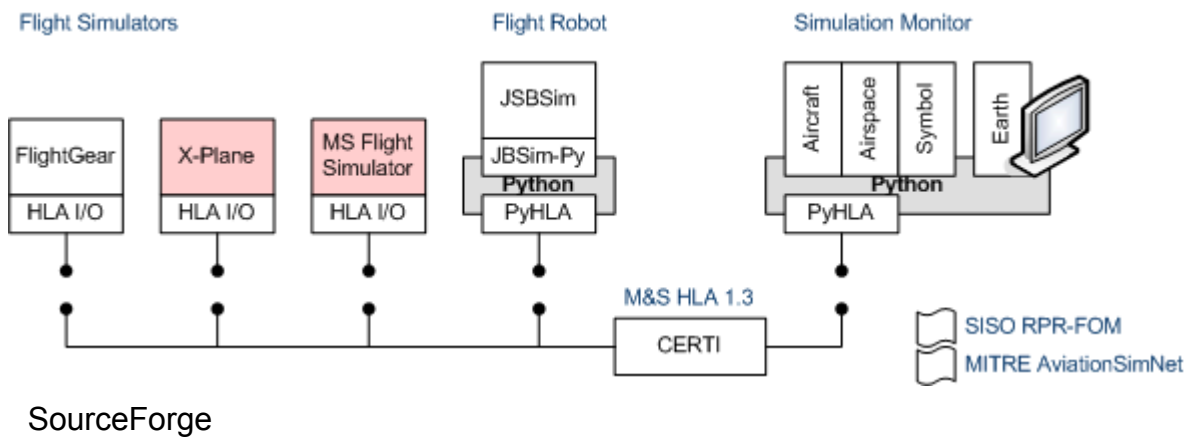 Flight Simulators
Flight Robot
Simulation Monitor
FlightGear
HLA I/O
X-Plane
HLA I/O
MS Flight
Simulator
HLA I/O
JSBSim
JBSim-Py
Python
PyHLA
Aircraft
Airspace
Symbol
Earth
Python
PyHLA
M&S HLA 1.3
CERTI
SISO RPR-FOM
MITRE AviationSimNet
SourceForge